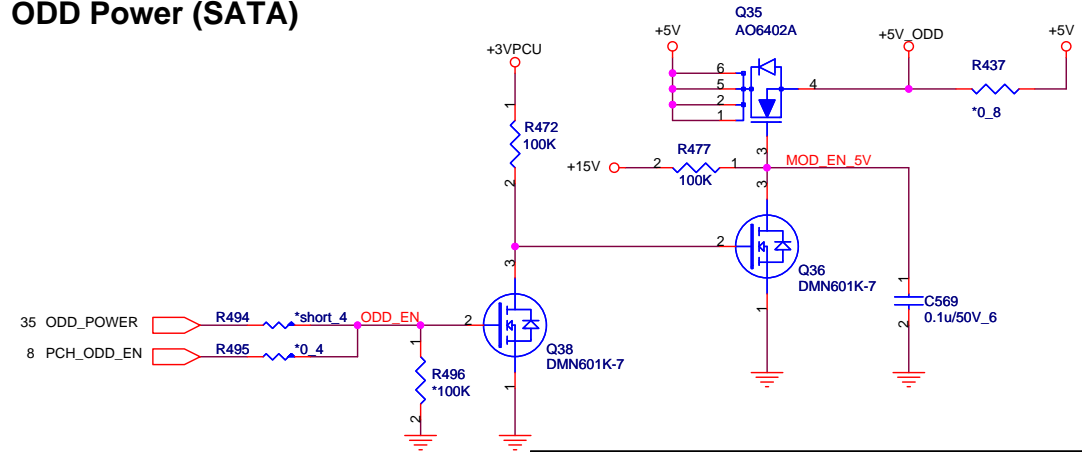 ODD Power (SATA)
Q35
AO6402A
+5V
+5V_ODD
+5V
+3VPCU
R437
*0_8
6
5
2
1
4
3
1
R472
100K
2
+15V
2
R477
100K
1
MOD_EN_5V
3
2
Q36
DMN601K-7
1
1
C569
0.1u/50V_6
2
3
35 ODD_POWER
R494
*short_4
ODD_EN
2
8 PCH_ODD_EN
R495
*0_4
Q38
DMN601K-7
1
1
R496
*100K
2